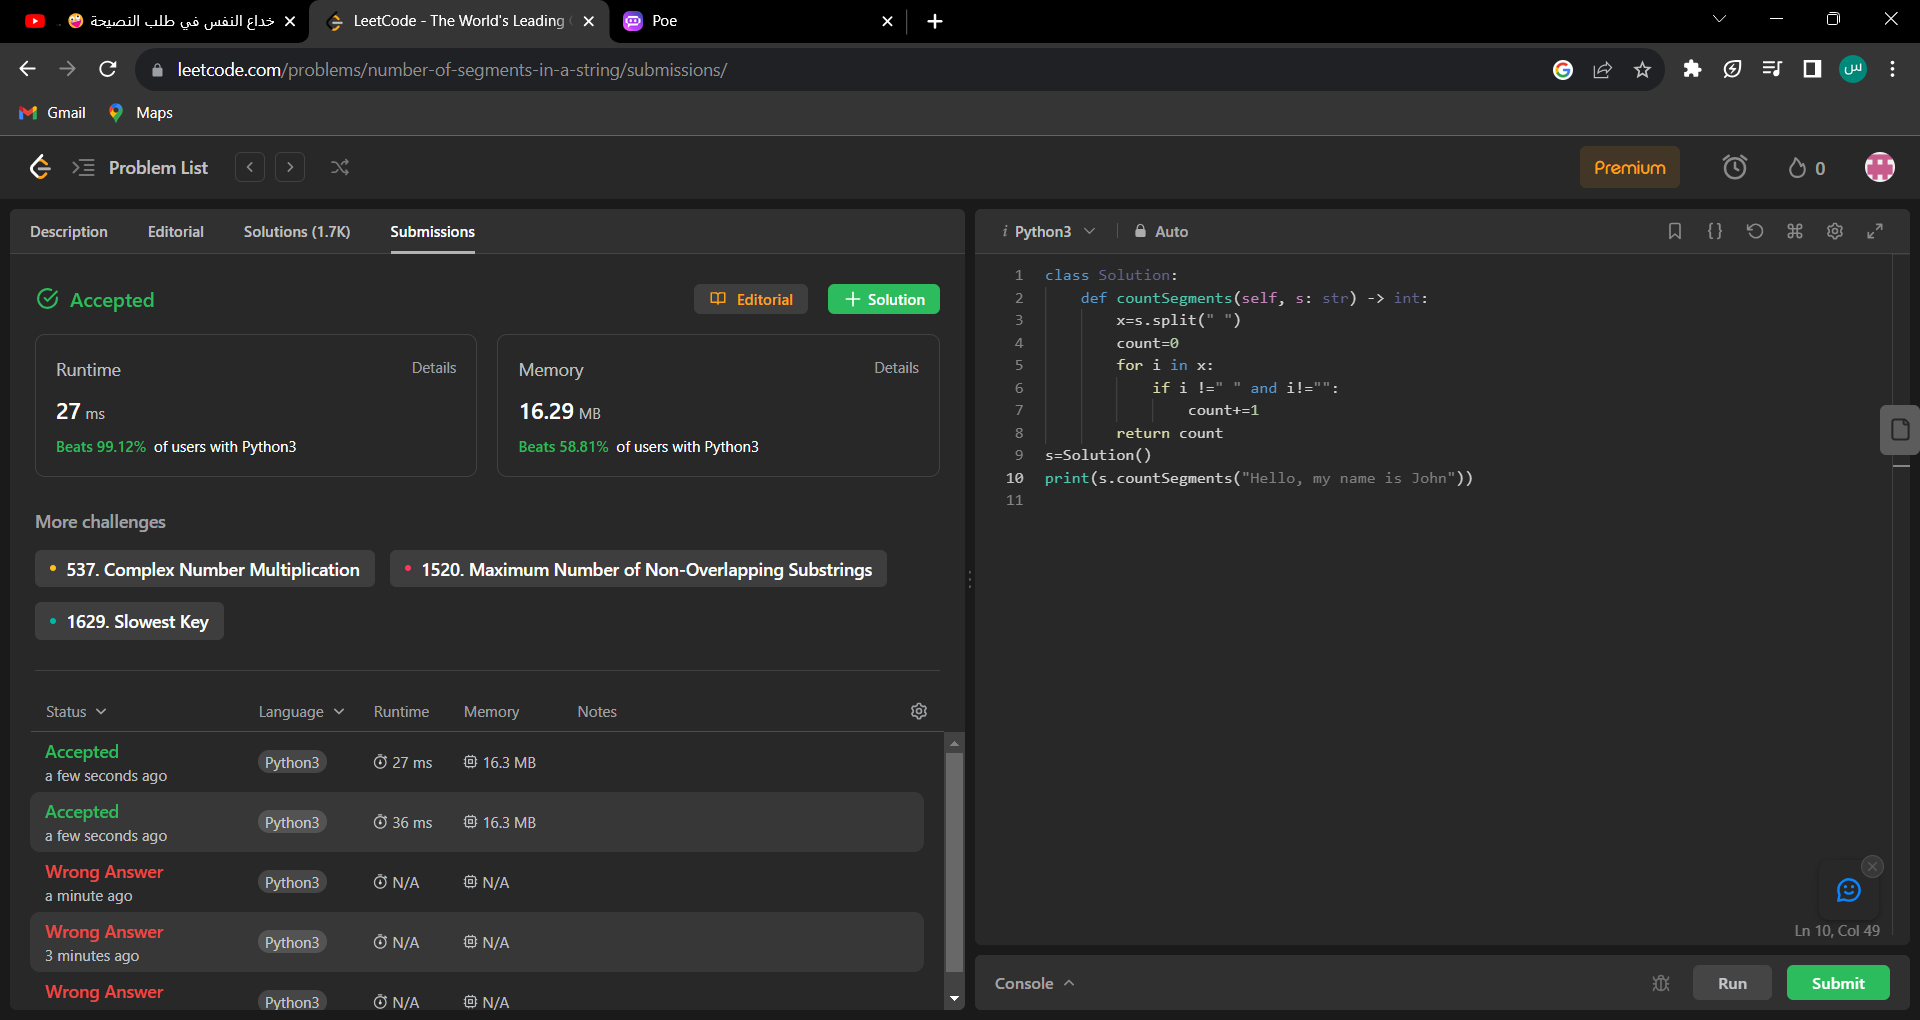 خداع النفس في طلب النصيحة
LeetCode - The World's Leading
Poe
leetcode.com/problems/number-of-segments-in-a-string/submissions/
س
Gmail
Maps
Problem List
Premium
0
Description
Editorial
Solutions (1.7K)
Submissions
Accepted
Editorial
+ Solution
Runtime
Details
27 ms
Beats 99.12% of users with Python3
Memory
Details
16.29 MB
Beats 58.81% of users with Python3
More challenges
537. Complex Number Multiplication
1520. Maximum Number of Non-Overlapping Substrings
1629. Slowest Key
Status Language Runtime Memory Notes
Accepted
a few seconds ago
Python3 27 ms 16.3 MB
Accepted
a few seconds ago
Python3 36 ms 16.3 MB
Wrong Answer
a minute ago
Python3 N/A N/A
Wrong Answer
3 minutes ago
Python3 N/A N/A
Wrong Answer
Python3 N/A N/A
i Python3
Auto
{}
1 class Solution:
2 def countSegments(self, s: str) -> int:
3 x=s.split(" ")
4 count=0
5 for i in x:
6 if i !=" " and i!="":
7 count+=1
8 return count
9 s=Solution()
10 print(s.countSegments("Hello, my name is John"))
11
Ln 10, Col 49
Console
Run
Submit